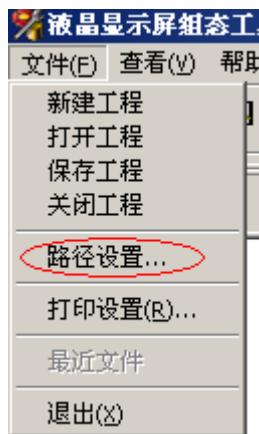 液晶显示屏组态工
文件(F) 查看(V) 帮助
新建工程
打开工程
保存工程
关闭工程
路径设置...
打印设置(R)...
最近文件
退出(X)